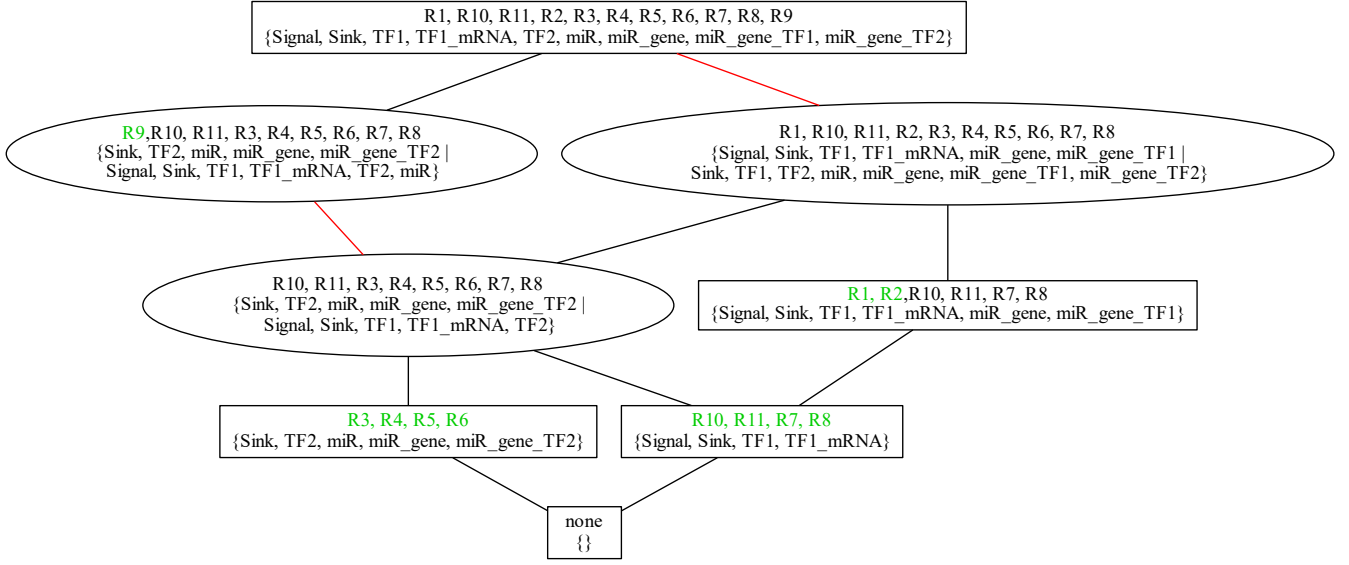 R1, R10, R11, R2, R3, R4, R5, R6, R7, R8, R9
{Signal, Sink, TF1, TF1_mRNA, TF2, miR, miR_gene, miR_gene_TF1, miR_gene_TF2}
R9,R10, R11, R3, R4, R5, R6, R7, R8
{Sink, TF2, miR, miR_gene, miR_gene_TF2 |
Signal, Sink, TF1, TF1_mRNA, TF2, miR}
R1, R10, R11, R2, R3, R4, R5, R6, R7, R8
{Signal, Sink, TF1, TF1_mRNA, miR_gene, miR_gene_TF1 |
Sink, TF1, TF2, miR, miR_gene, miR_gene_TF1, miR_gene_TF2}
R10, R11, R3, R4, R5, R6, R7, R8
{Sink, TF2, miR, miR_gene, miR_gene_TF2 |
Signal, Sink, TF1, TF1_mRNA, TF2}
R1, R2,R10, R11, R7, R8
{Signal, Sink, TF1, TF1_mRNA, miR_gene, miR_gene_TF1}
R3, R4, R5, R6
{Sink, TF2, miR, miR_gene, miR_gene_TF2}
R10, R11, R7, R8
{Signal, Sink, TF1, TF1_mRNA}
none
{}